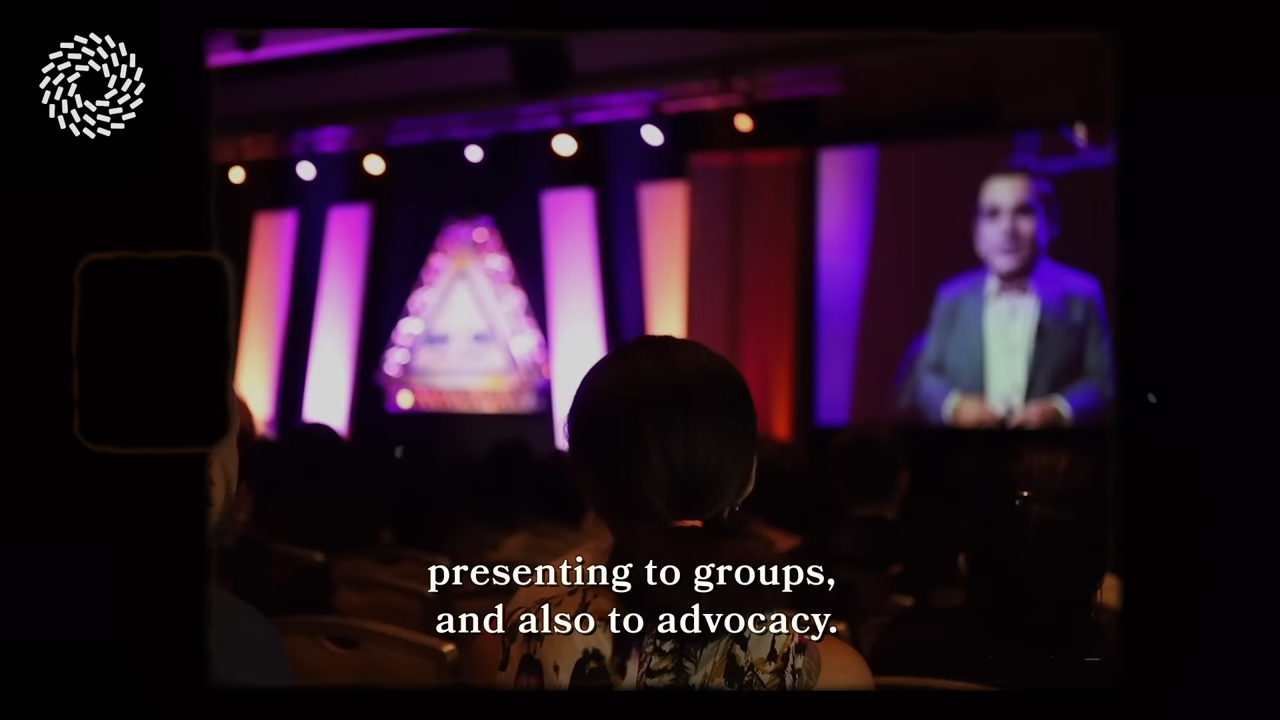 presenting to groups,
and also to advocacy.